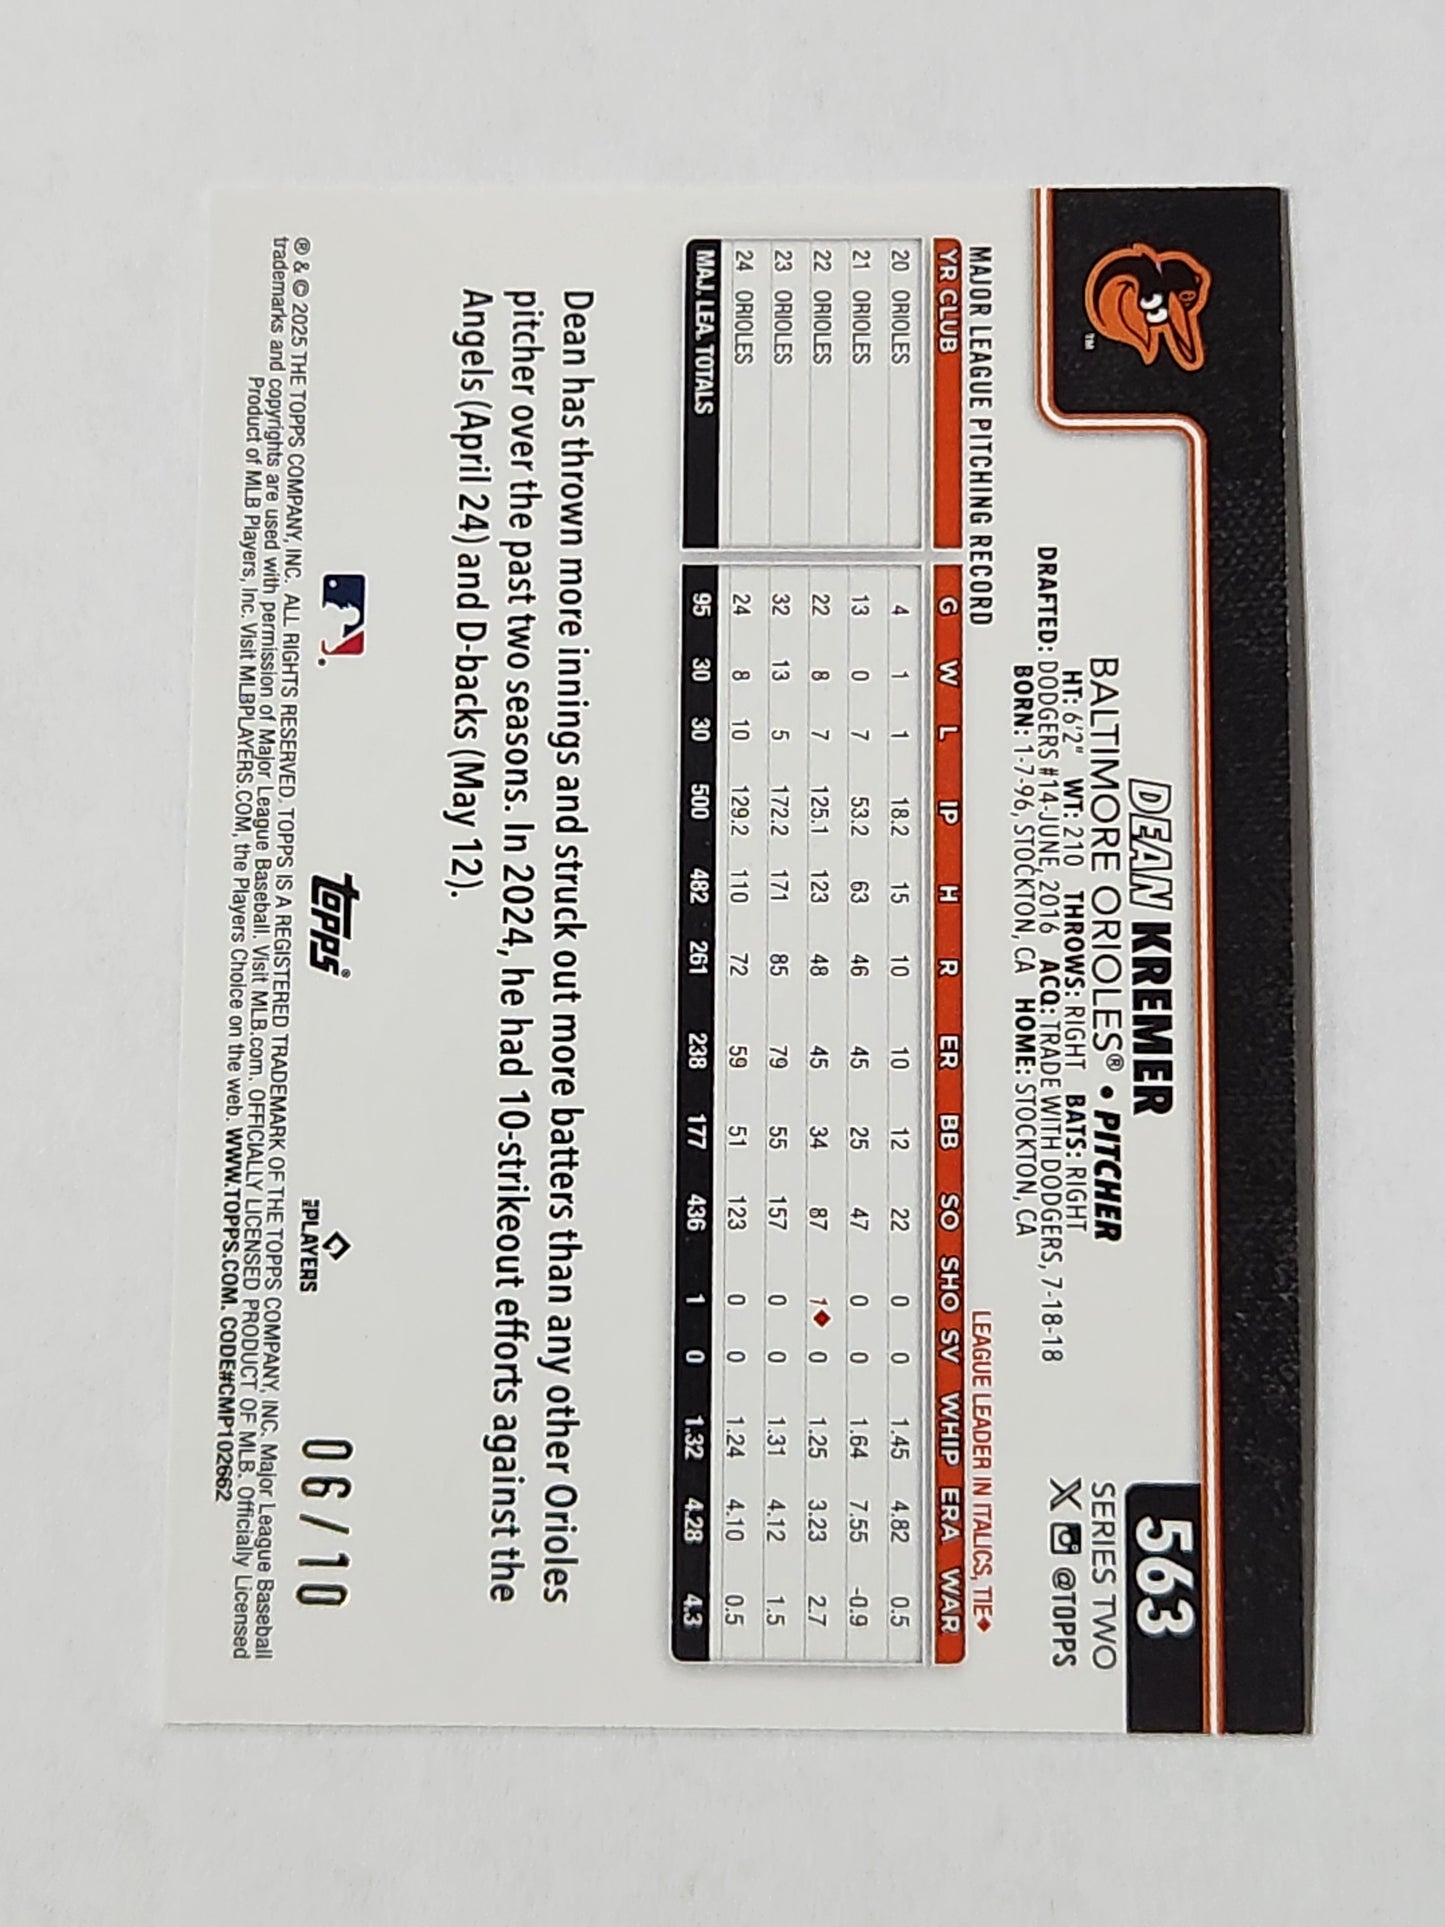 563
DEAN KREMER
BALTIMORE ORIOLES® • PITCHER
SERIES TWO
HT: 6'2" WT: 210 THROWS: RIGHT BATS: RIGHT
@TOPPS
DRAFTED: DODGERS #14-JUNE, 2016 ACQ: TRADE WITH DODGERS, 7-18-18
BORN: 1-7-96, STOCKTON, CA HOME: STOCKTON, CA
TM
MAJOR LEAGUE PITCHING RECORD LEAGUE LEADER IN ITALICS, TIE♦
YR CLUB G W L IP H R ER BB SO SHO SV WHIP ERA WAR
20 ORIOLES 4 1 1 18.2 15 10 10 12 22 0 0 1.45 4.82 0.5
21 ORIOLES 13 0 7 53.2 63 46 45 25 47 0 0 1.64 7.55 -0.9
22 ORIOLES 22 8 7 125.1 123 48 45 34 87 1♦ 0 1.25 3.23 2.7
23 ORIOLES 32 13 5 172.2 171 85 79 55 157 0 0 1.31 4.12 1.5
24 ORIOLES 24 8 10 129.2 110 72 59 51 123 0 0 1.24 4.10 0.5
MAJ. LEA. TOTALS 95 30 30 500 482 261 238 177 436 1 0 1.32 4.28 4.3
Dean has thrown more innings and struck out more batters than any other Orioles
pitcher over the past two seasons. In 2024, he had 10-strikeout efforts against the
Angels (April 24) and D-backs (May 12).
topps®
PLAYERS
06/10
® & © 2025 THE TOPPS COMPANY, INC. ALL RIGHTS RESERVED. TOPPS IS A REGISTERED TRADEMARK OF THE TOPPS COMPANY, INC. Major League Baseball
trademarks and copyrights are used with permission of Major League Baseball. Visit MLB.com. OFFICIALLY LICENSED PRODUCT OF MLB. Officially Licensed
Product of MLB Players, Inc. Visit MLBPLAYERS.COM, the Players Choice on the web. WWW.TOPPS.COM. CODE#CMP102662